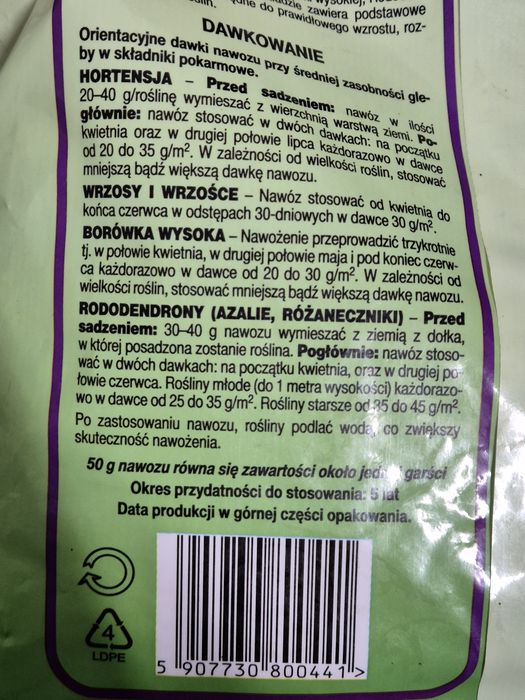 zawiera podstawowe
do prawidłowego wzrostu, roz-
DAWKOWANIE
Orientacyjne dawki nawozu przy średniej zasobności gle-
by w składniki pokarmowe.
HORTENSJA – Przed sadzeniem: nawóz w ilości
20–40 g/roślinę wymieszać z wierzchnią warstwą ziemi. Po-
głównie: nawóz stosować w dwóch dawkach: na początku
kwietnia oraz w drugiej połowie lipca każdorazowo w dawce
od 20 do 35 g/m². W zależności od wielkości roślin, stosować
mniejszą bądź większą dawkę nawozu.
WRZOSY I WRZOŚCE – Nawóz stosować od kwietnia do
końca czerwca w odstępach 30-dniowych w dawce 30 g/m².
BORÓWKA WYSOKA – Nawożenie przeprowadzić trzykrotnie
tj. w połowie kwietnia, w drugiej połowie maja i pod koniec czerw-
ca każdorazowo w dawce od 20 do 30 g/m². W zależności od
wielkości roślin, stosować mniejszą bądź większą dawkę nawozu.
RODODENDRONY (AZALIE, RÓŻANECZNIKI) – Przed
sadzeniem: 30–40 g nawozu wymieszać z ziemią z dołka,
w której posadzona zostanie roślina. Pogłównie: nawóz stoso-
wać w dwóch dawkach: na początku kwietnia, oraz w drugiej po-
łowie czerwca. Rośliny młode (do 1 metra wysokości) każdorazo-
wo w dawce od 25 do 35 g/m². Rośliny starsze od 35 do 45 g/m².
Po zastosowaniu nawozu, rośliny podlać wodą, co zwiększy
skuteczność nawożenia.
50 g nawozu równa się zawartości około jednej garści
Okres przydatności do stosowania: 5 lat
Data produkcji w górnej części opakowania.
4
LDPE
5 907730 800441 >